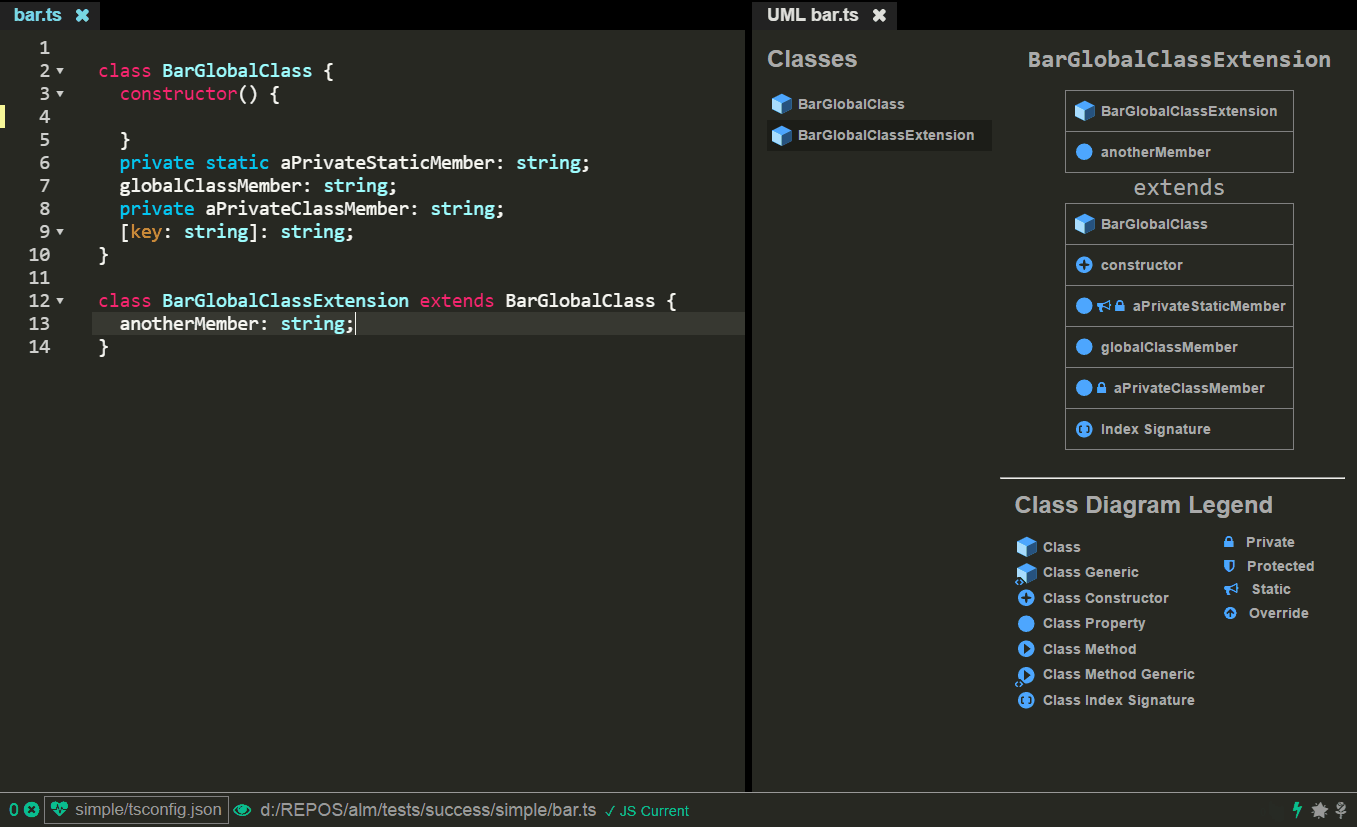 bar.ts ✖
1
2 class BarGlobalClass {
3 constructor() {
4
5 }
6 private static aPrivateStaticMember: string;
7 globalClassMember: string;
8 private aPrivateClassMember: string;
9 [key: string]: string;
10 }
11
12 class BarGlobalClassExtension extends BarGlobalClass {
13 anotherMember: string;
14 }
UML bar.ts ✖
Classes
BarGlobalClass
BarGlobalClassExtension
BarGlobalClassExtension
BarGlobalClassExtension
anotherMember
extends
BarGlobalClass
constructor
aPrivateStaticMember
globalClassMember
aPrivateClassMember
Index Signature
Class Diagram Legend
Class
Class Generic
Class Constructor
Class Property
Class Method
Class Method Generic
Class Index Signature
Private
Protected
Static
Override
0 simple/tsconfig.json d:/REPOS/alm/tests/success/simple/bar.ts ✓ JS Current